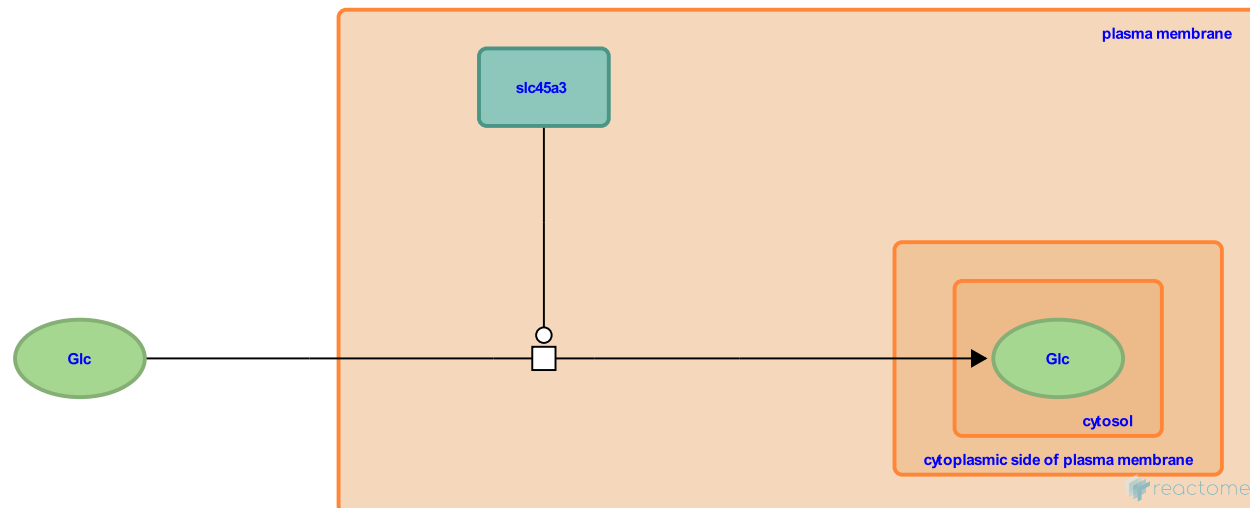 plasma membrane
slc45a3
Glc
Glc
cytosol
cytoplasmic side of plasma membrane
reactome